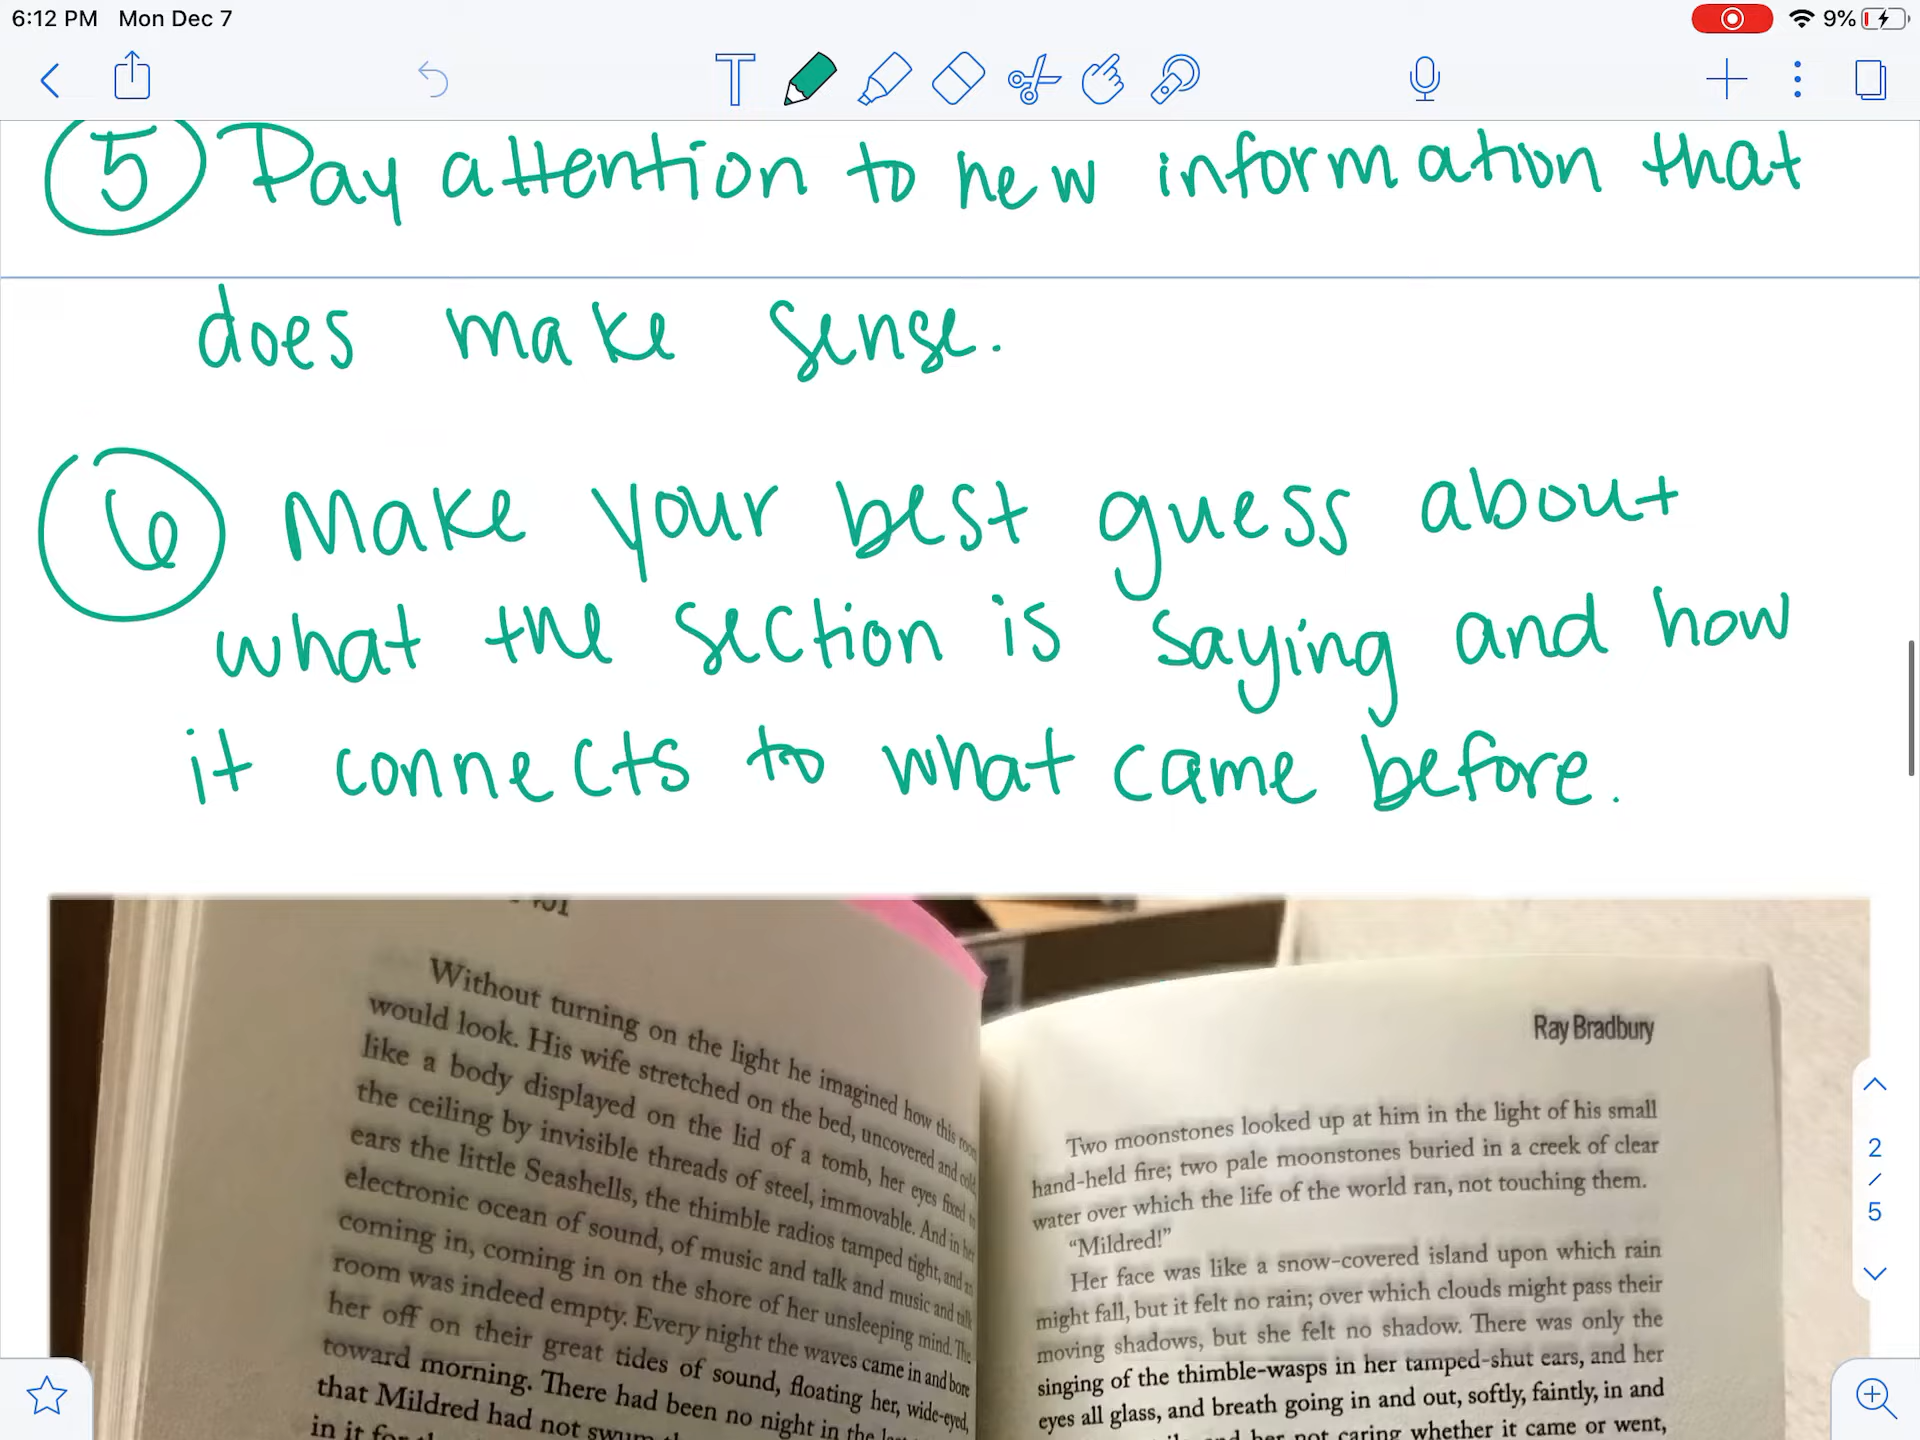 6:12 PM Mon Dec 7
9%
5 Pay attention to new information that
does make sense.
6 Make your best guess about
what the section is saying and how
it connects to what came before.
451
Without turning on the light he imagined how this room
would look. His wife stretched on the bed, uncovered and cold,
like a body displayed on the lid of a tomb, her eyes fixed to
the ceiling by invisible threads of steel, immovable. And in her
ears the little Seashells, the thimble radios tamped tight, and an
electronic ocean of sound, of music and talk and music and talk
coming in, coming in on the shore of her unsleeping mind. The
room was indeed empty. Every night the waves came in and bore
her off on their great tides of sound, floating her, wide-eyed,
toward morning. There had been no night in the
that Mildred had not
in it
Ray Bradbury
Two moonstones looked up at him in the light of his small
hand-held fire; two pale moonstones buried in a creek of clear
water over which the life of the world ran, not touching them.
“Mildred!”
Her face was like a snow-covered island upon which rain
might fall, but it felt no rain; over which clouds might pass their
moving shadows, but she felt no shadow. There was only the
singing of the thimble-wasps in her tamped-shut ears, and her
eyes all glass, and breath going in and out, softly, faintly, in and
her not caring whether it came or went,
2
/
5